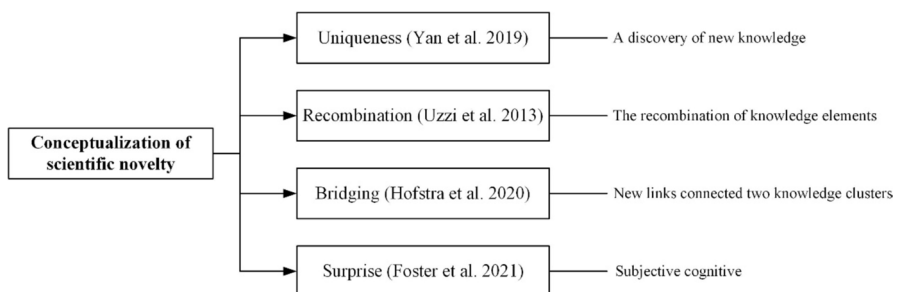 Uniqueness (Yan et al. 2019)
A discovery of new knowledge
Recombination (Uzzi et al. 2013)
The recombination of knowledge elements
Conceptualization of
scientific novelty
Bridging (Hofstra et al. 2020)
New links connected two knowledge clusters
Surprise (Foster et al. 2021)
Subjective cognitive